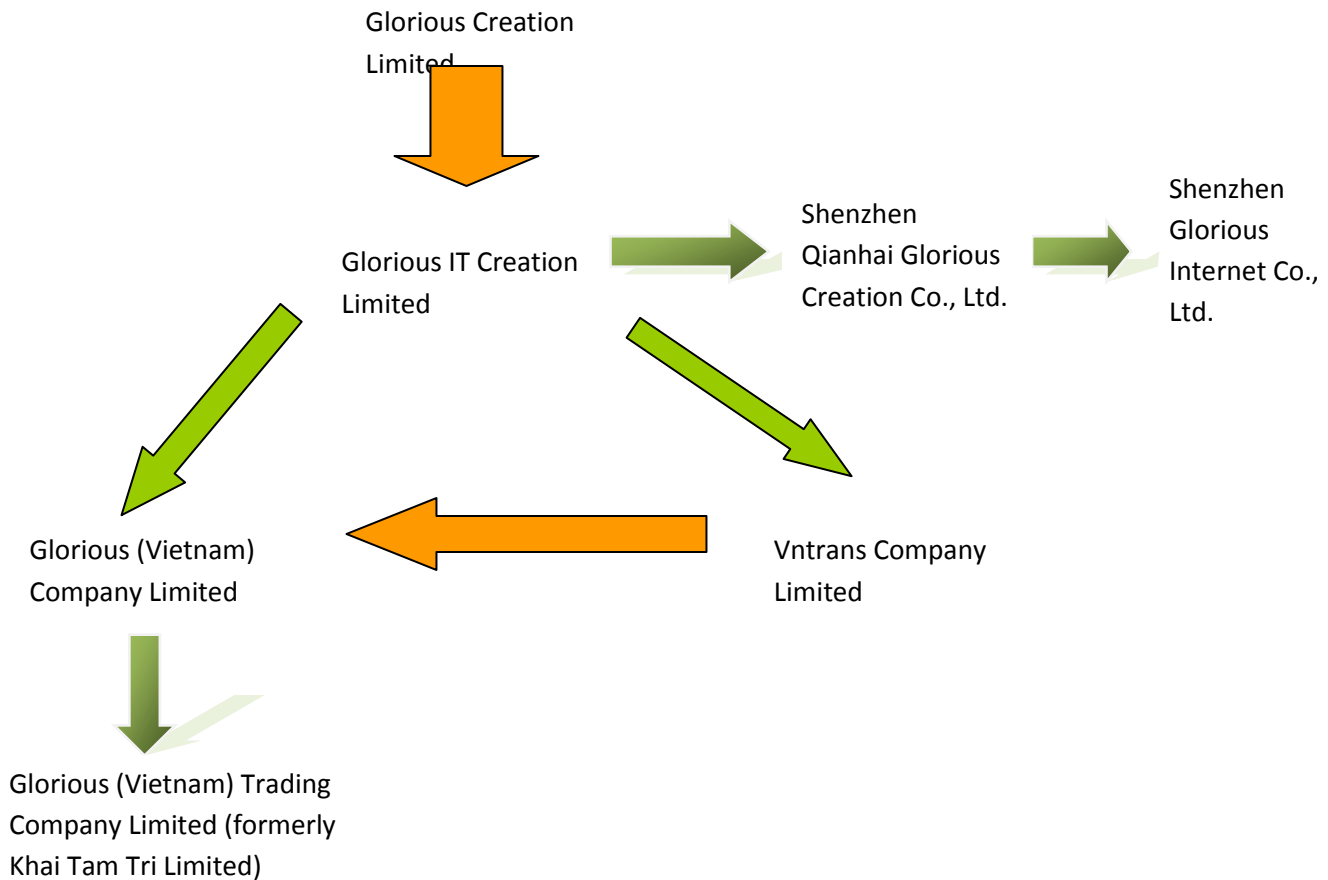 Glorious Creation
Limited
Glorious IT Creation
Limited
Shenzhen
Qianhai Glorious
Creation Co., Ltd.
Shenzhen
Glorious
Internet Co.,
Ltd.
Glorious (Vietnam)
Company Limited
Vntrans Company
Limited
Glorious (Vietnam) Trading
Company Limited (formerly
Khai Tam Tri Limited)